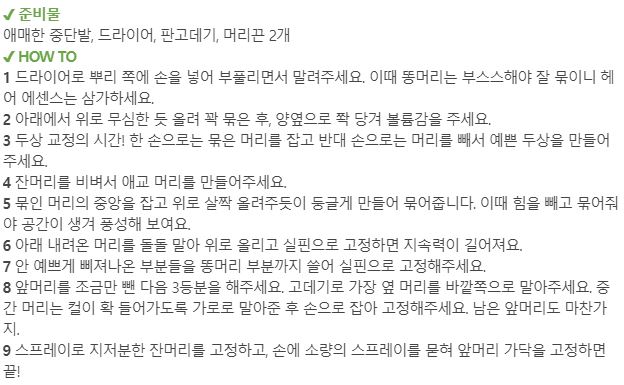 ✓ 준비물
애매한 중단발, 드라이어, 판고데기, 머리끈 2개
✓ HOW TO
1 드라이어로 뿌리 쪽에 손을 넣어 부풀리면서 말려주세요. 이때 똥머리는 부스스해야 잘 묶이니 헤
어 에센스는 삼가하세요.
2 아래에서 위로 무심한 듯 올려 꽉 묶은 후, 양옆으로 쫙 당겨 볼륨감을 주세요.
3 두상 교정의 시간! 한 손으로는 묶은 머리를 잡고 반대 손으로는 머리를 빼서 예쁜 두상을 만들어
주세요.
4 잔머리를 비벼서 애교 머리를 만들어주세요.
5 묶인 머리의 중앙을 잡고 위로 살짝 올려주듯이 둥글게 만들어 묶어줍니다. 이때 힘을 빼고 묶어줘
야 공간이 생겨 풍성해 보여요.
6 아래 내려온 머리를 돌돌 말아 위로 올리고 실핀으로 고정하면 지속력이 길어져요.
7 안 예쁘게 삐져나온 부분들을 똥머리 부분까지 쓸어 실핀으로 고정해주세요.
8 앞머리를 조금만 뺀 다음 3등분을 해주세요. 고데기로 가장 옆 머리를 바깥쪽으로 말아주세요. 중
간 머리는 컬이 확 들어가도록 가로로 말아준 후 손으로 잡아 고정해주세요. 남은 앞머리도 마찬가
지.
9 스프레이로 지저분한 잔머리를 고정하고, 손에 소량의 스프레이를 묻혀 앞머리 가닥을 고정하면
끝!